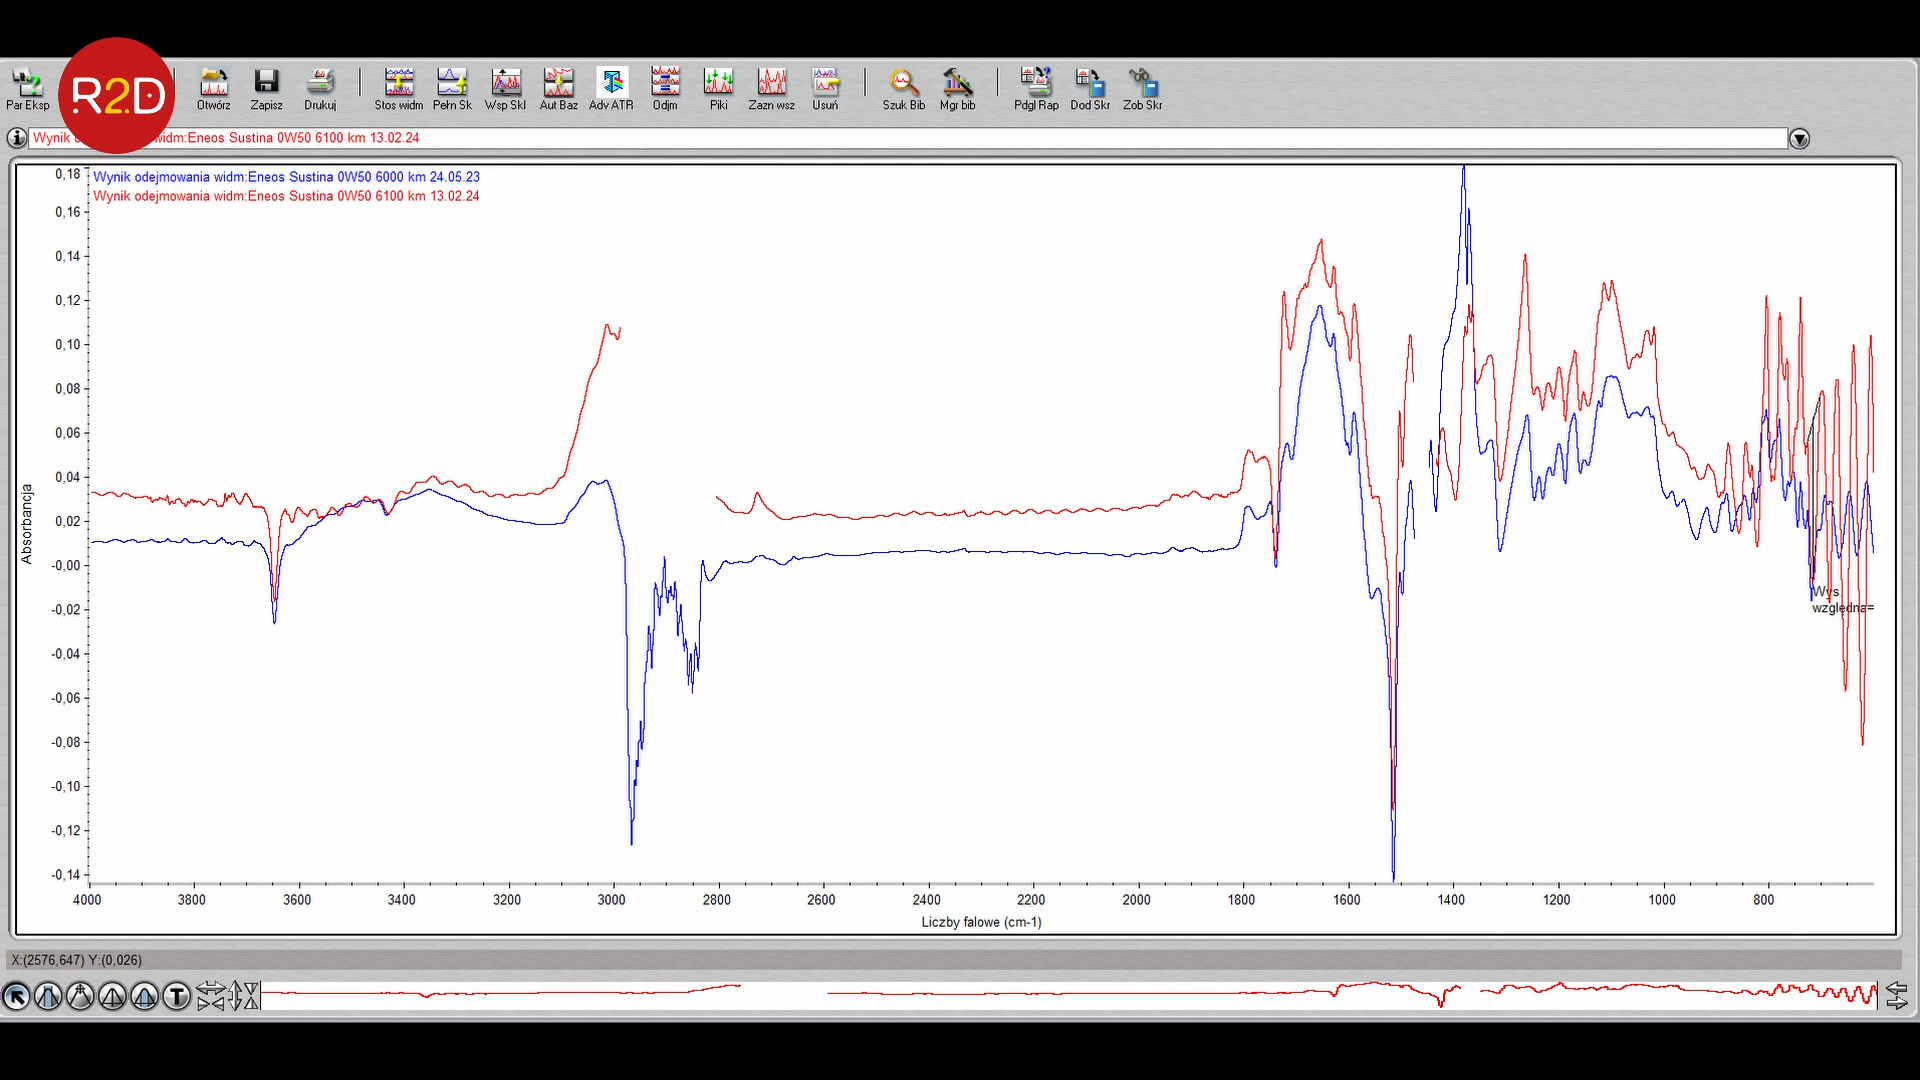 R2D
Par Eksp
Otwórz
Zapisz
Drukuj
Stos widm
Pełn Sk
Wsp Skl
Aut Baz
Adv ATR
Odjm
Piki
Zazn wsz
Usuń
Szuk Bib
Mgr bib
Pdgl Rap
Dod Skr
Zob Skr
Wynik widm:Eneos Sustina 0W50 6100 km 13.02.24
Wynik odejmowania widm:Eneos Sustina 0W50 6000 km 24.05.23
Wynik odejmowania widm:Eneos Sustina 0W50 6100 km 13.02.24
0,18
0,16
0,14
0,12
0,10
0,08
0,06
0,04
0,02
-0,00
-0,02
-0,04
-0,06
-0,08
-0,10
-0,12
-0,14
Absorbancja
Wys
względna=
4000 3800 3600 3400 3200 3000 2800 2600 2400 2200 2000 1800 1600 1400 1200 1000 800
Liczby falowe (cm-1)
X:(2576,647) Y:(0,026)
T